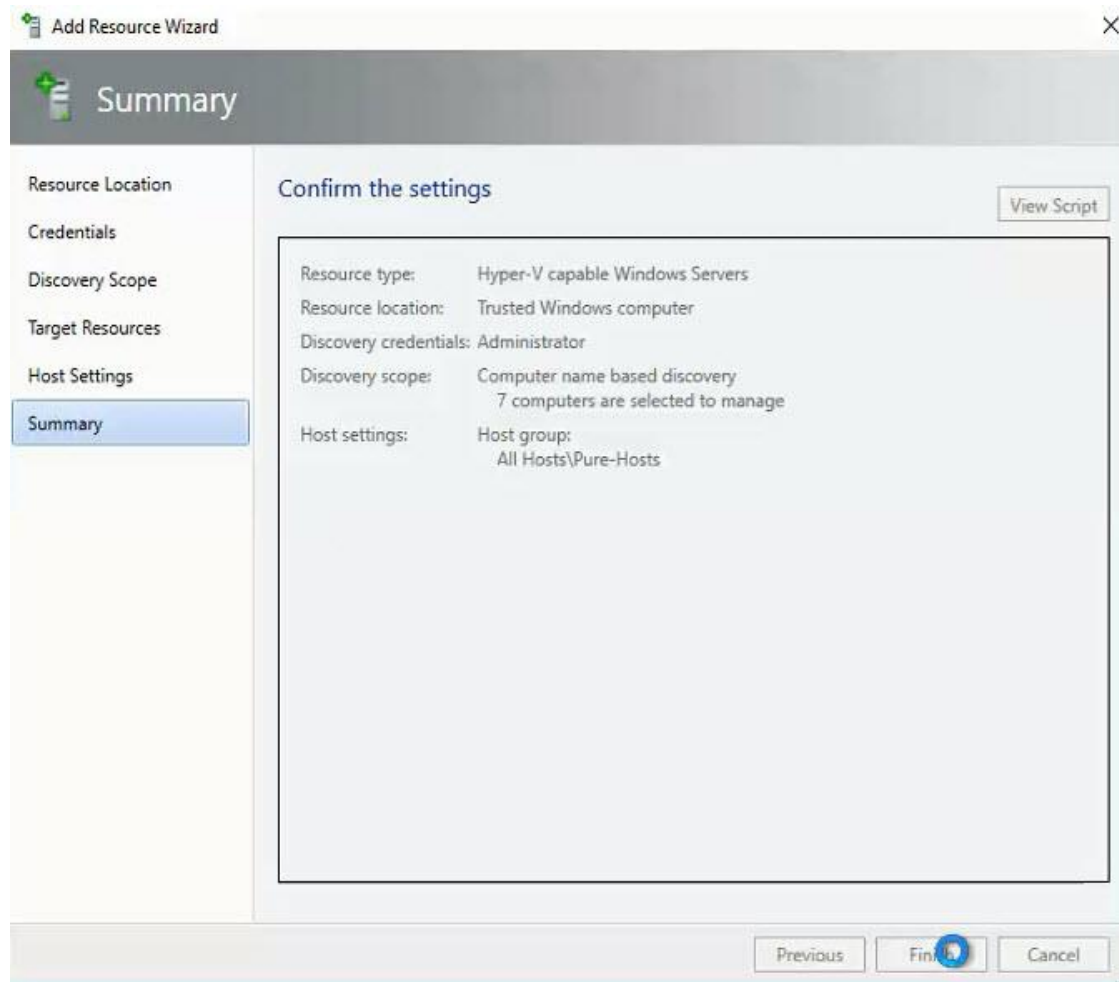 Add Resource Wizard
Summary
Resource Location
Credentials
Discovery Scope
Target Resources
Host Settings
Summary
Confirm the settings
View Script
Resource type: Hyper-V capable Windows Servers
Resource location: Trusted Windows computer
Discovery credentials: Administrator
Discovery scope: Computer name based discovery
7 computers are selected to manage
Host settings: Host group:
All Hosts\Pure-Hosts
Previous Finish Cancel